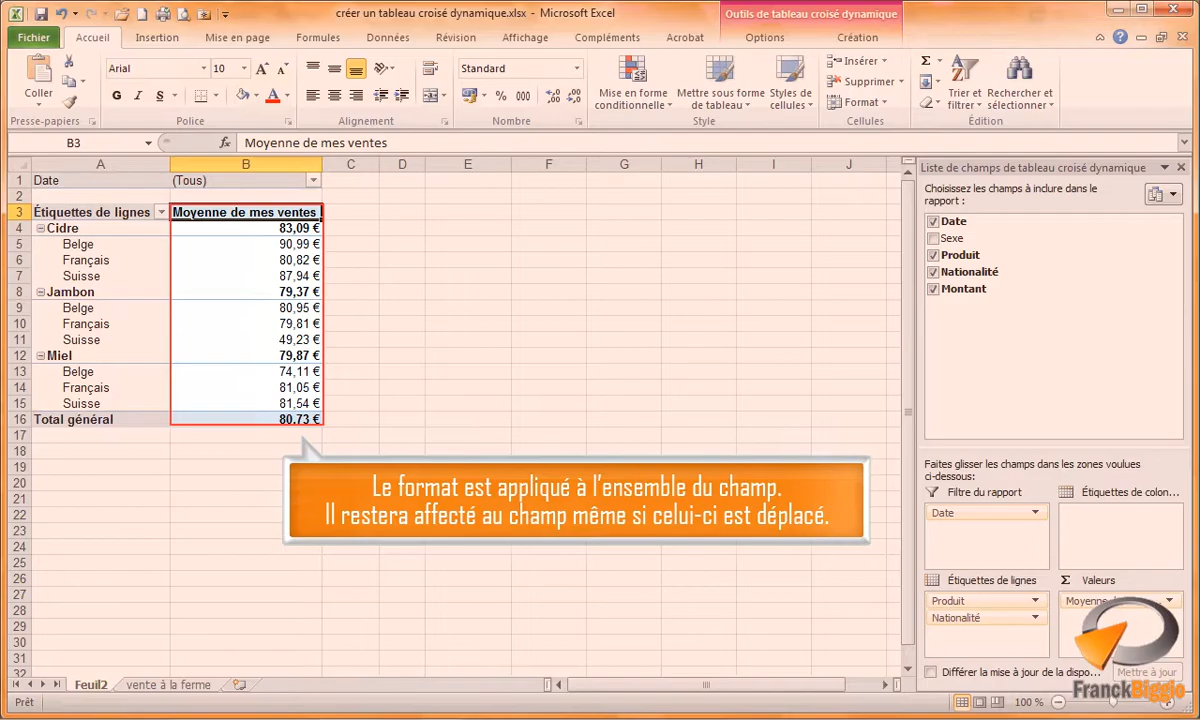 créer un tableau croisé dynamique.xlsx - Microsoft Excel
Outils de tableau croisé dynamique
Fichier Accueil Insertion Mise en page Formules Données Révision Affichage Compléments Acrobat Options Création
Coller
Presse-papiers
Arial 10
G I S
Police
Alignement
Standard
% 000
Nombre
Mise en forme conditionnelle
Mettre sous forme de tableau
Styles de cellules
Style
Insérer
Supprimer
Format
Cellules
Trier et filtrer
Rechercher et sélectionner
Édition
B3 fx Moyenne de mes ventes
A B C D E F G H I J
1 Date (Tous)
2
3 Étiquettes de lignes Moyenne de mes ventes
4 Cidre 83,09 €
5 Belge 90,99 €
6 Français 80,82 €
7 Suisse 87,94 €
8 Jambon 79,37 €
9 Belge 80,95 €
10 Français 79,81 €
11 Suisse 49,23 €
12 Miel 79,87 €
13 Belge 74,11 €
14 Français 81,05 €
15 Suisse 81,54 €
16 Total général 80,73 €
17
18
19
20
21
22
23
24
25
26
27
28
29
30
31
32
Le format est appliqué à l'ensemble du champ.
Il restera affecté au champ même si celui-ci est déplacé.
Liste de champs de tableau croisé dynamique
Choisissez les champs à inclure dans le
rapport :
Date
Sexe
Produit
Nationalité
Montant
Faites glisser les champs dans les zones voulues
ci-dessous:
Filtre du rapport Étiquettes de colon...
Date
Étiquettes de lignes Σ Valeurs
Produit
Nationalité
Différer la mise à jour de la dispo... Mettre à jour
FranckBiggio
Feuil2 vente à la ferme
Prêt 100 %